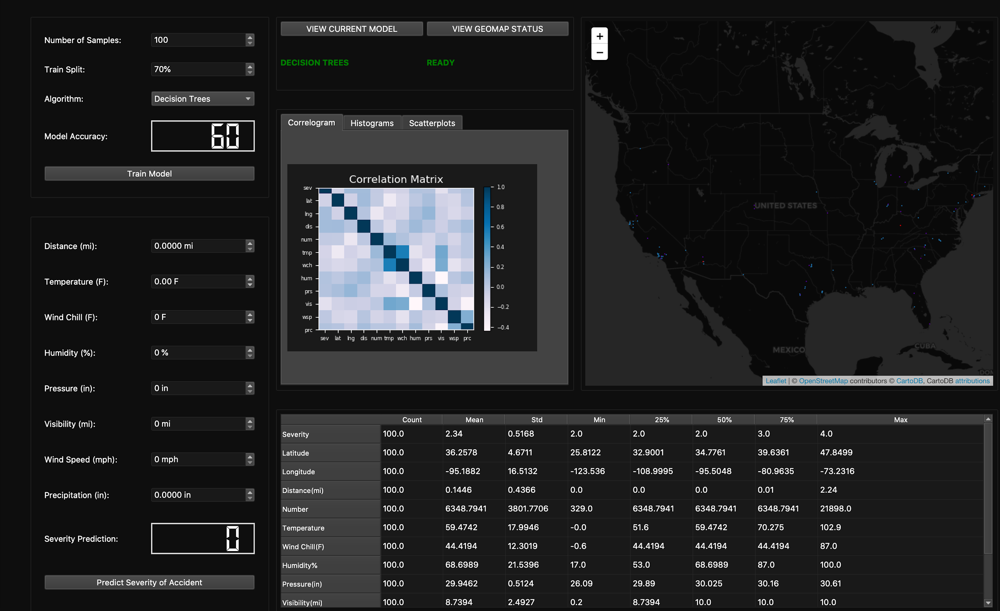 Number of Samples: 100
Train Split: 70%
Algorithm: Decision Trees
Model Accuracy: 60
Train Model
Distance (mi): 0.0000 mi
Temperature (F): 0.00 F
Wind Chill (F): 0 F
Humidity (%): 0 %
Pressure (in): 0 in
Visibility (mi): 0 mi
Wind Speed (mph): 0 mph
Precipitation (in): 0.0000 in
Severity Prediction: 0
Predict Severity of Accident
VIEW CURRENT MODEL VIEW GEOMAP STATUS
DECISION TREES READY
Correlogram Histograms Scatterplots
Correlation Matrix
sev
lat
lng
dis
num
tmp
wch
hum
prs
vis
wsp
prc
sev lat lng dis num tmp wch hum prs vis wsp prc
1.0
0.8
0.6
0.4
0.2
0.0
−0.2
−0.4
+
−
UNITED STATES
MEXICO
CUBA
DOM
Leaflet | © OpenStreetMap contributors © CartoDB, CartoDB attributions
Count Mean Std Min 25% 50% 75% Max
Severity 100.0 2.34 0.5168 2.0 2.0 2.0 3.0 4.0
Latitude 100.0 36.2578 4.6711 25.8122 32.9001 34.7761 39.6361 47.8499
Longitude 100.0 -95.1882 16.5132 -123.536 -108.9995 -95.5048 -80.9635 -73.2316
Distance(mi) 100.0 0.1446 0.4366 0.0 0.0 0.0 0.01 2.24
Number 100.0 6348.7941 3801.7706 329.0 6348.7941 6348.7941 6348.7941 21898.0
Temperature 100.0 59.4742 17.9946 -0.0 51.6 59.4742 70.275 102.9
Wind Chill(F) 100.0 44.4194 12.3019 -0.6 44.4194 44.4194 44.4194 87.0
Humidity% 100.0 68.6989 21.5396 17.0 53.0 68.6989 87.0 100.0
Pressure(in) 100.0 29.9462 0.5124 26.09 29.89 30.025 30.16 30.61
Visibility(mi) 100.0 8.7394 2.4927 0.2 8.7394 10.0 10.0 10.0